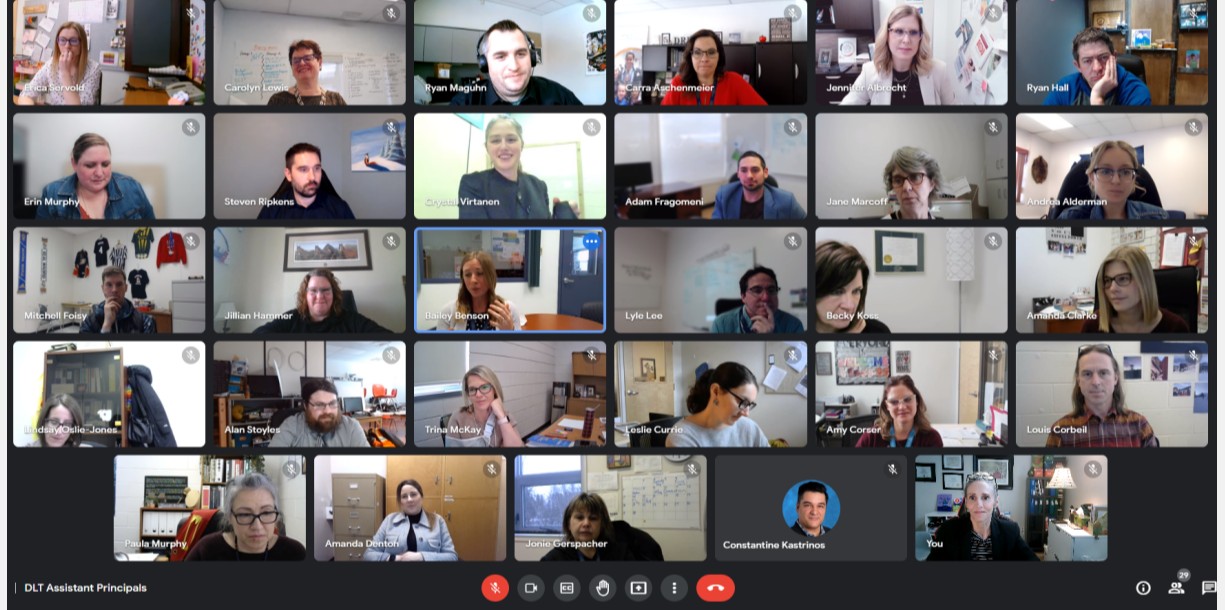 Erica Servold
Carolyn Lewis
Ryan Maguhn
Carra Aschenmeier
Jennifer Albrecht
Ryan Hall
Erin Murphy
Steven Ripkens
Crystal Virtanen
Adam Fragomeni
Jane Marcoff
Andrea Alderman
Mitchell Foisy
Jillian Hammer
Bailey Benson
Lyle Lee
Becky Koss
Amanda Clarke
Lindsay Oslie-Jones
Alan Stoyles
Trina McKay
Leslie Currie
Amy Corser
Louis Corbeil
Paula Murphy
Amanda Denton
Jonie Gerspacher
Constantine Kastrinos
You
DLT Assistant Principals
29